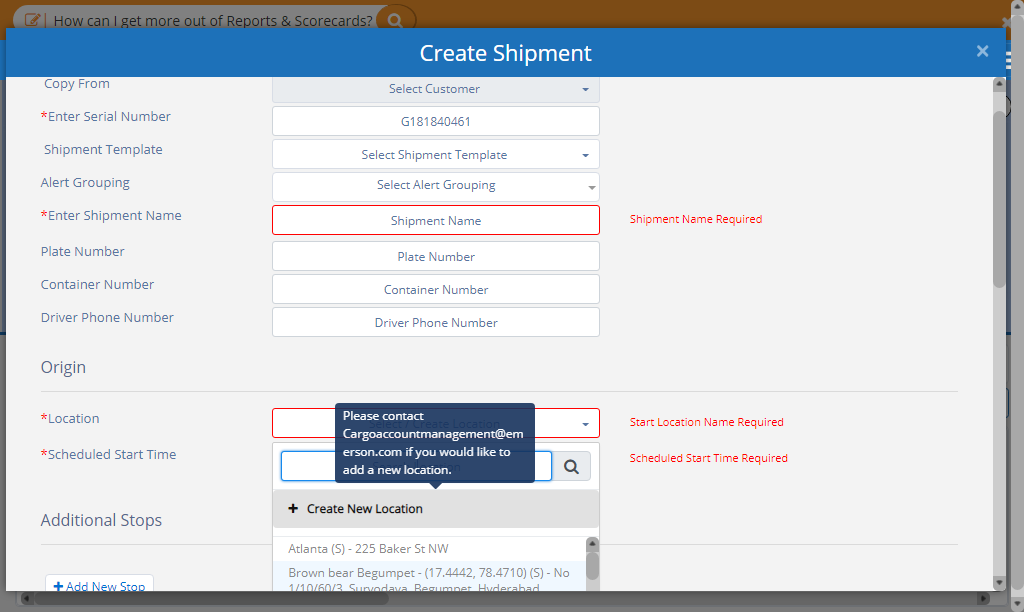 How can I get more out of Reports & Scorecards?
Create Shipment
Copy From
Select Customer
*Enter Serial Number
G181840461
Shipment Template
Select Shipment Template
Alert Grouping
Select Alert Grouping
*Enter Shipment Name
Shipment Name
Shipment Name Required
Plate Number
Plate Number
Container Number
Container Number
Driver Phone Number
Driver Phone Number
Origin
*Location
Start Location Name Required
Please contact
Cargoaccountmanagement@em
erson.com if you would like to
add a new location.
*Scheduled Start Time
Scheduled Start Time Required
+ Create New Location
Additional Stops
Atlanta (S) - 225 Baker St NW
Brown bear Begumpet - (17.4442, 78.4710) (S) - No
1/10/60/3, Suryodaya, Begumpet, Hyderabad
+ Add New Stop